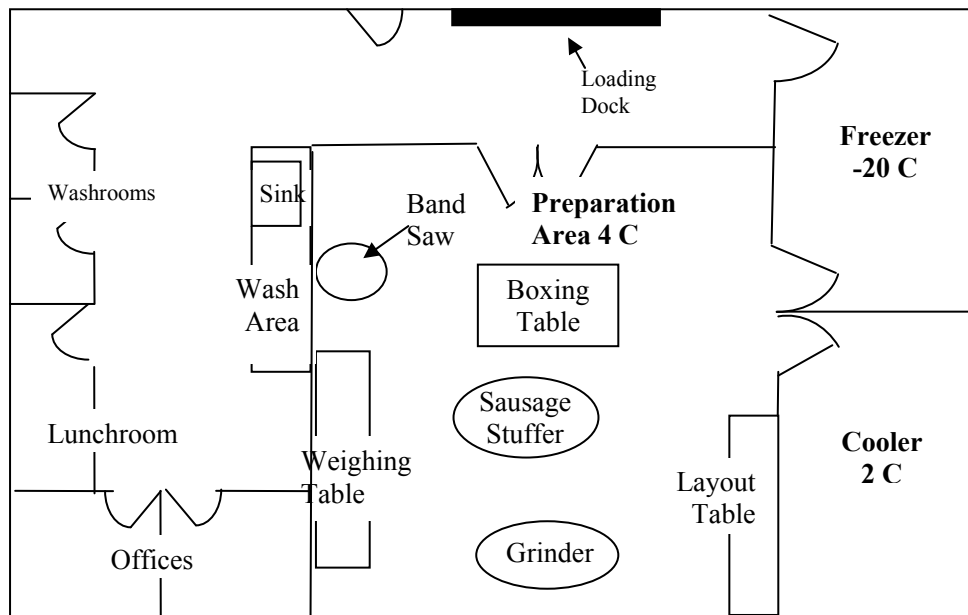 Loading
Dock
Freezer
-20 C
Washrooms
Sink
Band
Saw
Preparation
Area 4 C
Wash
Area
Boxing
Table
Sausage
Stuffer
Lunchroom
Weighing
Table
Layout
Table
Cooler
2 C
Offices
Grinder